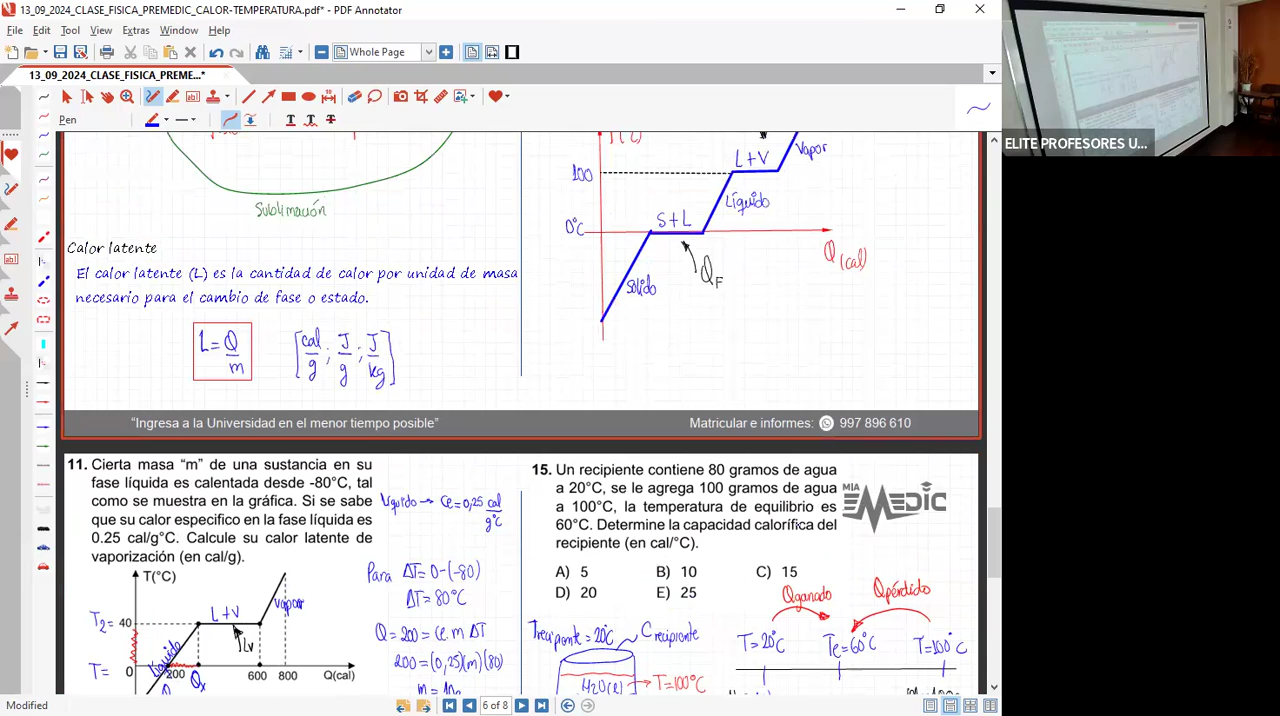 13_09_2024_CLASE_FISICA_PREMEDIC_CALOR-TEMPERATURA.pdf* - PDF Annotator
File Edit Tool Extras Window Help
Whole Page
13_09_2024_CLASE_FISICA_PREME...*
Pen
ELITE PROFESORES U...
Sublimación
Calor latente
El calor latente (L) es la cantidad de calor por unidad de masa
necesario para el cambio de fase o estado.
L = Q/m
[cal/g ; J/g ; J/kg]
T(°C)
Vapor
L+V
100
Líquido
S+L
0°C
Q(cal)
QF
Sólido
“Ingresa a la Universidad en el menor tiempo posible”
Matricular e informes: 997 896 610
11. Cierta masa “m” de una sustancia en su
fase líquida es calentada desde -80°C, tal
como se muestra en la gráfica. Si se sabe
que su calor especifico en la fase líquida es
0.25 cal/g°C. Calcule su calor latente de
vaporización (en cal/g).
Líquido → Ce = 0,25 cal/g°C
T(°C)
L+V
Vapor
T2= 40
Lv
Líquido
T= 0
200
Qx
600 800 Q(cal)
Para ΔT = 0-(-80)
ΔT = 80°C
Q = 200 = Ce m ΔT
200 = (0,25)(m)(80)
15. Un recipiente contiene 80 gramos de agua
a 20°C, se le agrega 100 gramos de agua
a 100°C, la temperatura de equilibrio es
60°C. Determine la capacidad calorífica del
recipiente (en cal/°C).
MIA
MEDIC
A) 5 B) 10 C) 15
D) 20 E) 25
Qganado
Qpérdido
Trecipiente = 20°C
Crecipiente
T=20°C
Te=60°C
T=100°C
H2O(l)
T=100°C
Modified
6 of 8